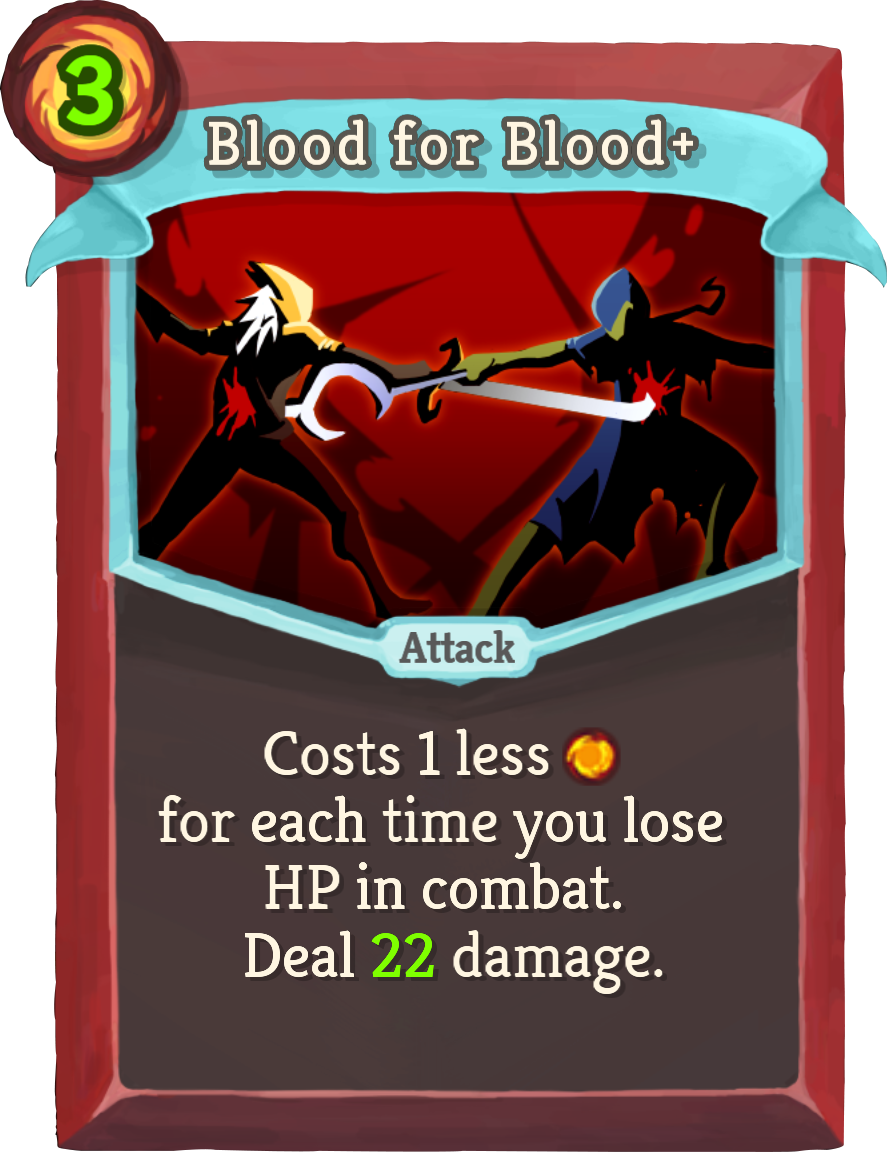 3
Blood for Blood+
Attack
Costs 1 less
for each time you lose
HP in combat.
Deal 22 damage.